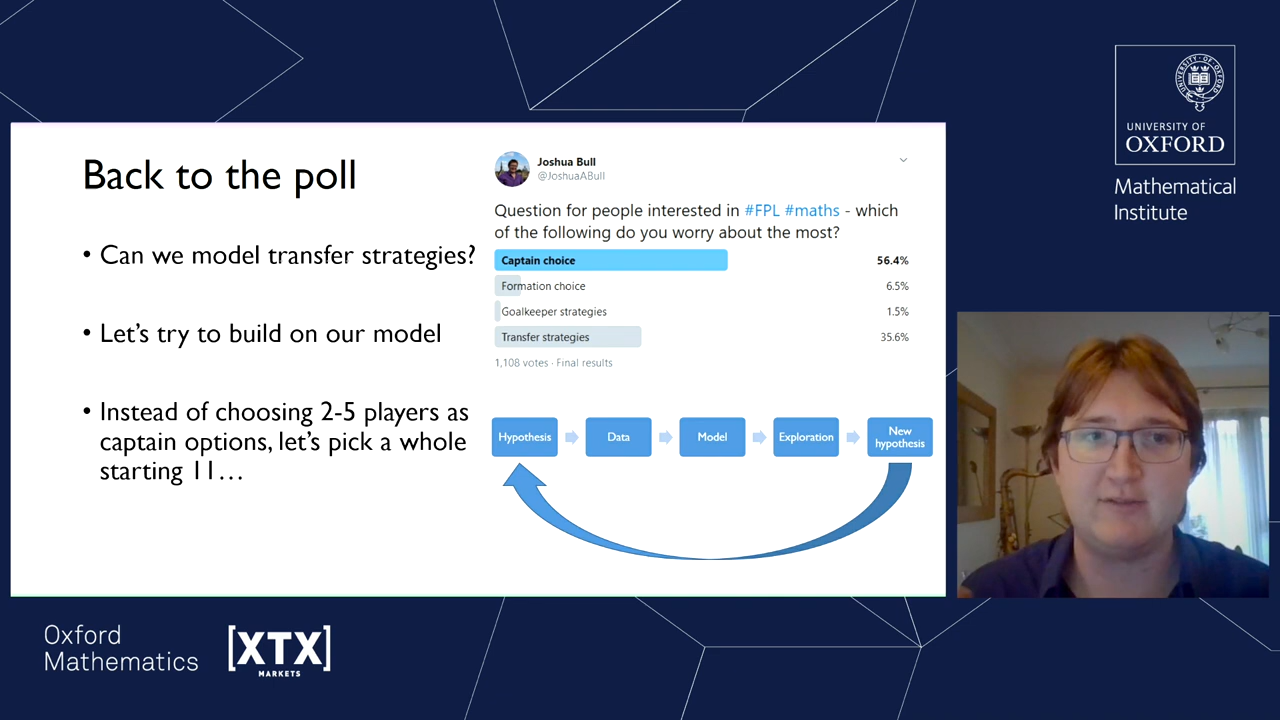 Back to the poll
• Can we model transfer strategies?
• Let's try to build on our model
• Instead of choosing 2-5 players as
captain options, let's pick a whole
starting 11…
Joshua Bull
@JoshuaABull
Question for people interested in #FPL #maths - which
of the following do you worry about the most?
Captain choice 56.4%
Formation choice 6.5%
Goalkeeper strategies 1.5%
Transfer strategies 35.6%
1,108 votes · Final results
Hypothesis
Data
Model
Exploration
New
hypothesis
UNIVERSITY OF
OXFORD
Mathematical
Institute
Oxford
Mathematics
[XTX]
MARKETS